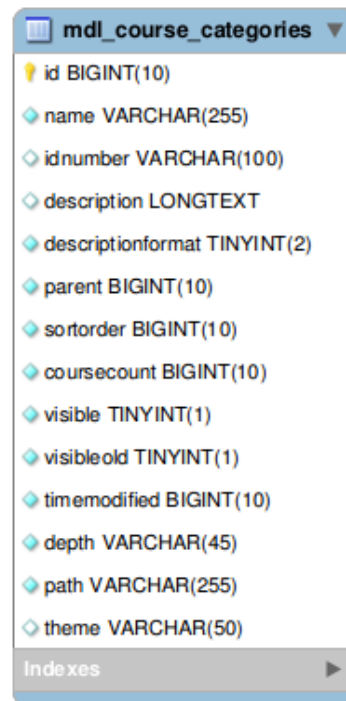 mdl_course_categories
id BIGINT(10)
name VARCHAR(255)
idnumber VARCHAR(100)
description LONGTEXT
descriptionformat TINYINT(2)
parent BIGINT(10)
sortorder BIGINT(10)
coursecount BIGINT(10)
visible TINYINT(1)
visibleold TINYINT(1)
timemodified BIGINT(10)
depth VARCHAR(45)
path VARCHAR(255)
theme VARCHAR(50)
Indexes